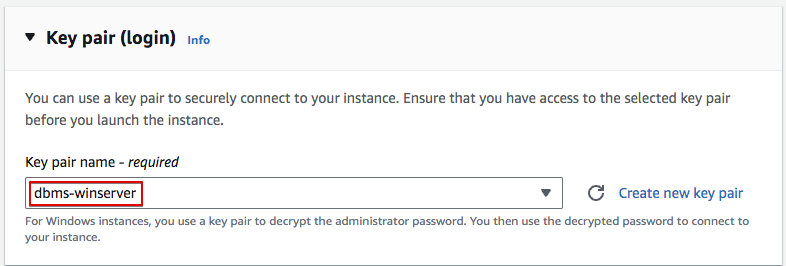 Key pair (login) Info
You can use a key pair to securely connect to your instance. Ensure that you have access to the selected key pair
before you launch the instance.
Key pair name - required
dbms-winserver
Create new key pair
For Windows instances, you use a key pair to decrypt the administrator password. You then use the decrypted password to connect to
your instance.